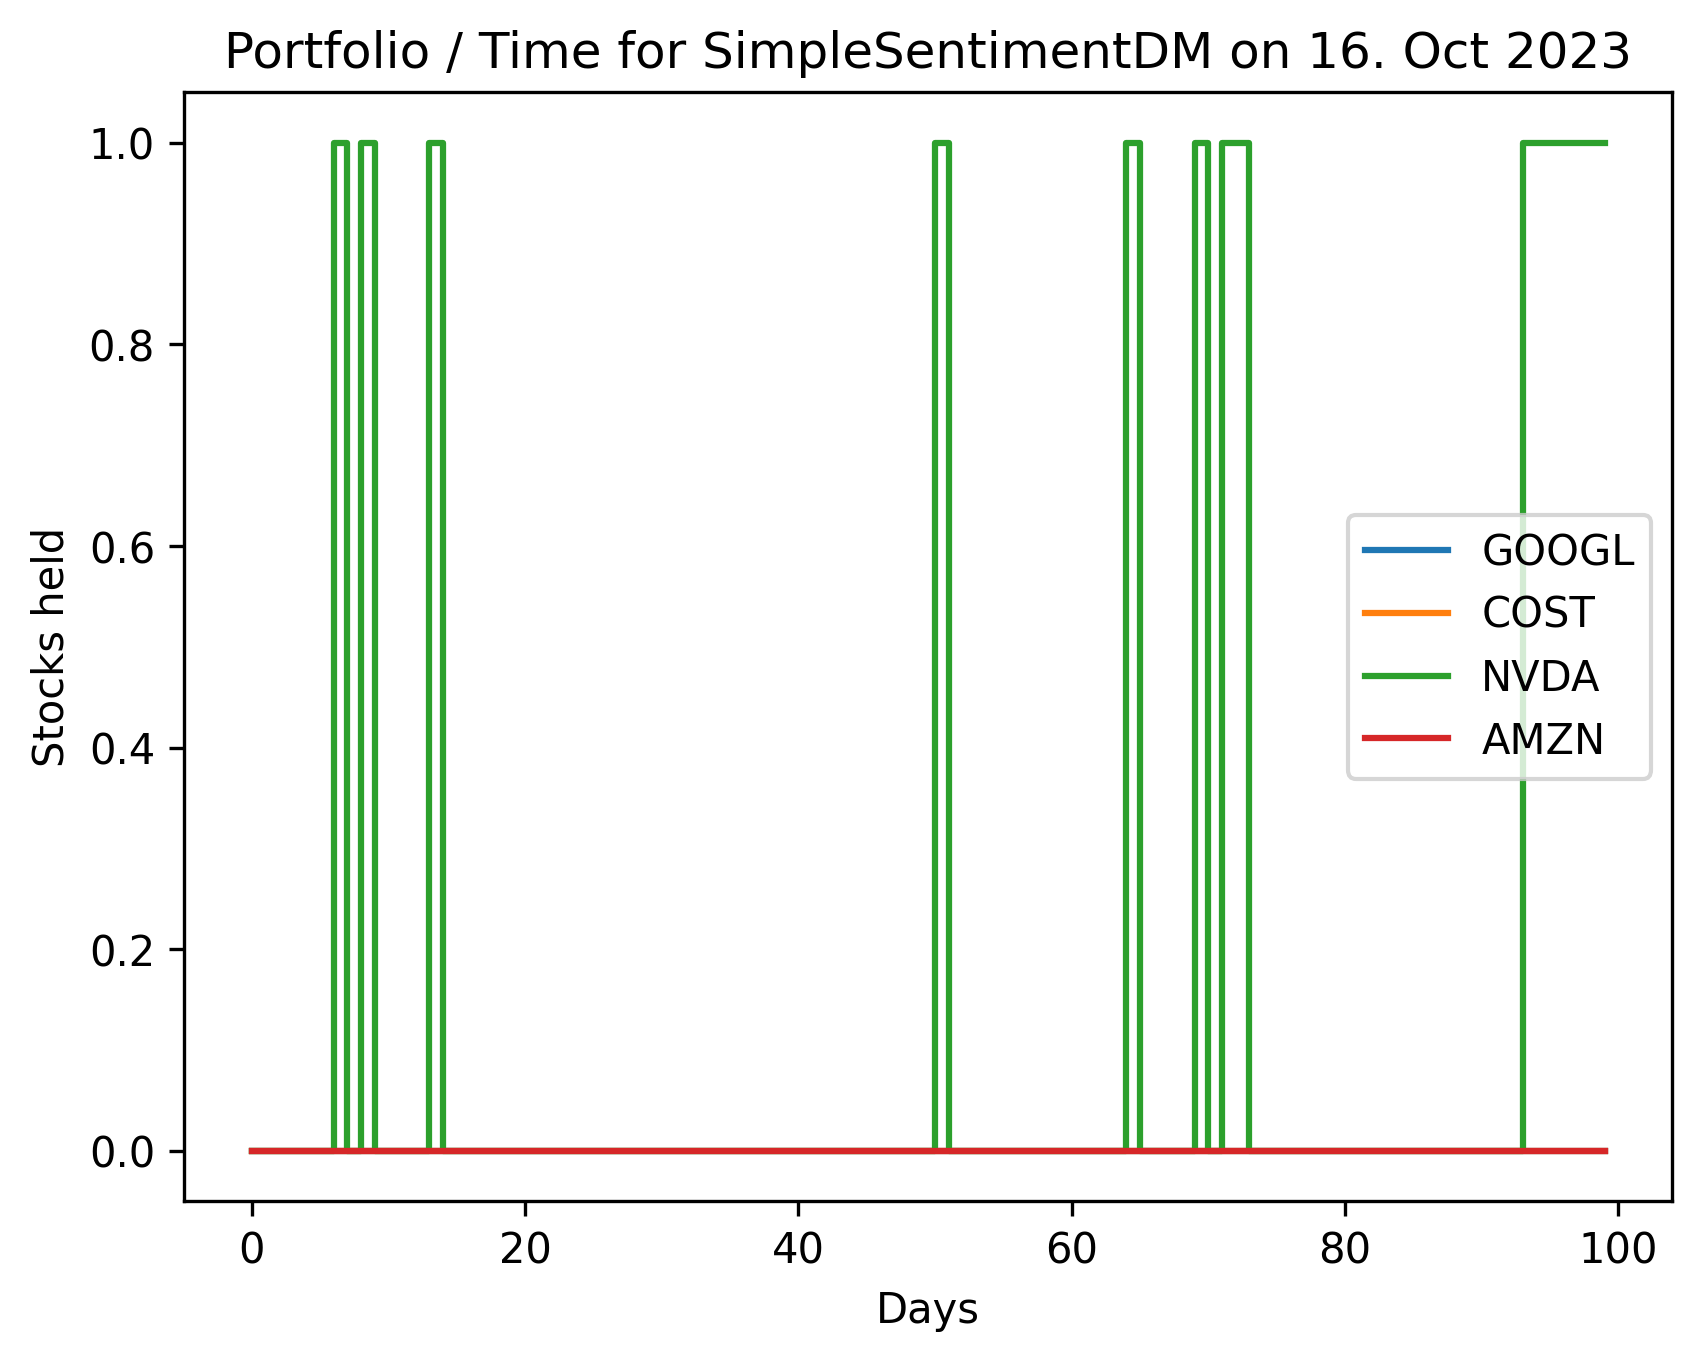 Portfolio / Time for SimpleSentimentDM on 16. Oct 2023
1.0
0.8
0.6
0.4
0.2
0.0
Stocks held
GOOGL
COST
NVDA
AMZN
0 20 40 60 80 100
Days